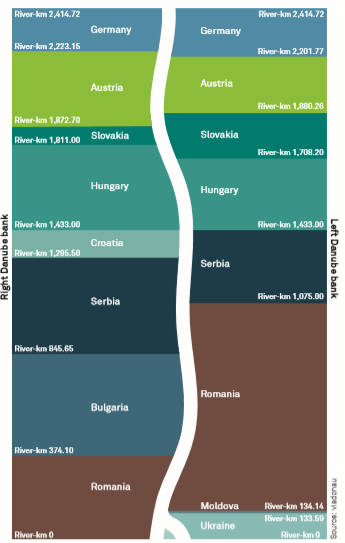 River-km 2,414.72
River-km 2,414.72
Germany
Germany
River-km 2,223.15
River-km 2,201.77
Austria
Austria
River-km 1,872.70
River-km 1,880.26
Slovakia
Slovakia
River-km 1,811.00
River-km 1,708.20
Hungary
Hungary
River-km 1,433.00
River-km 1,433.00
Croatia
River-km 1,295.50
Serbia
Serbia
River-km 1,075.00
River-km 845.65
Romania
Bulgaria
River-km 374.10
Romania
Moldova
River-km 134.14
River-km 133.59
Ukraine
River-km 0
River-km 0
Right Danube bank
Left Danube bank
Source: viadonau